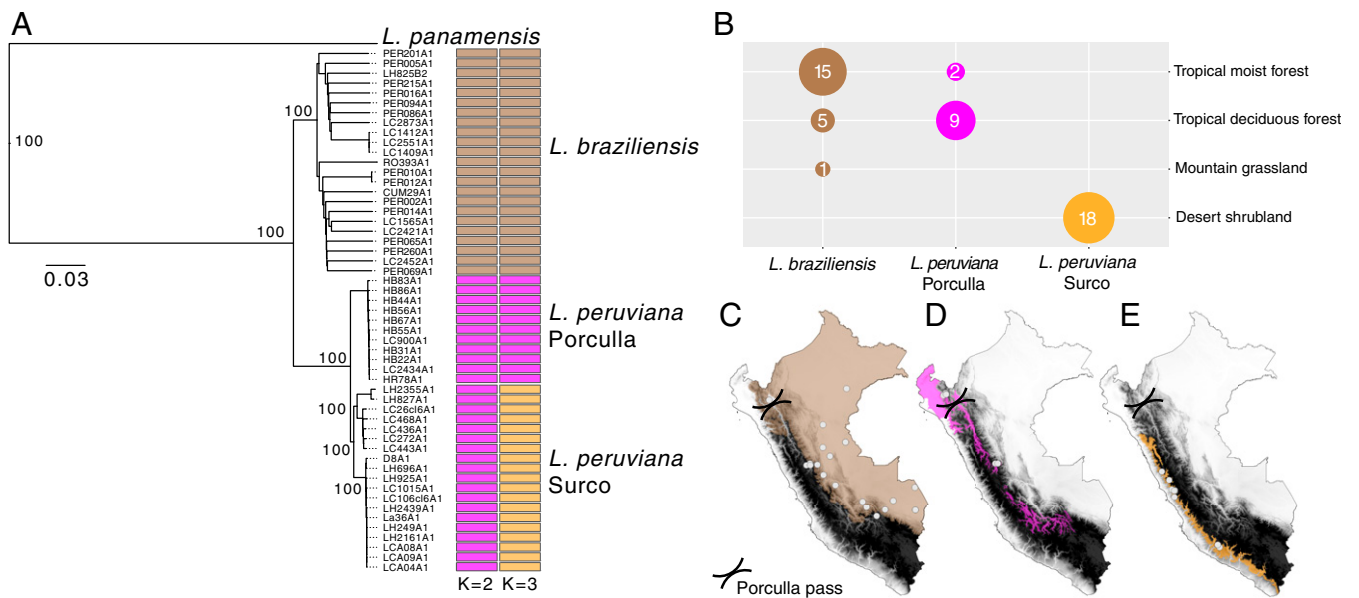 A
L. panamensis
PER201A1
PER005A1
LH825B2
PER215A1
PER016A1
PER094A1
PER086A1
LC2873A1
LC1412A1
LC2551A1
LC1409A1
RO393A1
PER010A1
PER012A1
CUM29A1
PER002A1
PER014A1
LC1565A1
LC2421A1
PER065A1
PER260A1
LC2452A1
PER069A1
HB83A1
HB86A1
HB44A1
HB56A1
HB67A1
HB55A1
LC900A1
HB31A1
HB22A1
LC2434A1
HR78A1
LH2355A1
LH827A1
LC26cl6A1
LC468A1
LC436A1
LC272A1
LC443A1
D8A1
LH696A1
LH925A1
LC1015A1
LC106cl6A1
LH2439A1
La36A1
LH249A1
LH2161A1
LCA08A1
LCA09A1
LCA04A1
100
100
100
100
100
100
100
0.03
L. braziliensis
L. peruviana
Porculla
L. peruviana
Surco
K=2 K=3
B
15
2
Tropical moist forest
5
9
Tropical deciduous forest
1
Mountain grassland
18
Desert shrubland
L. braziliensis
L. peruviana
Porculla
L. peruviana
Surco
C
D
E
Porculla pass